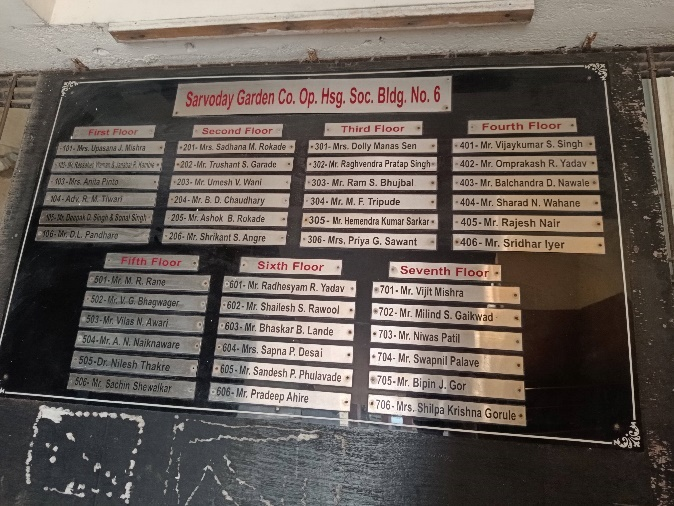 Sarvoday Garden Co. Op. Hsg. Soc. Bldg. No. 6
First Floor
101- Mrs. Upasana J. Mishra
103- Mrs. Anita Pinto
104- Adv. R. M. Tiwari
105- Mr. Deepak D. Singh & Sonal Singh
106- Mr. D.L. Pandhare
Second Floor
201- Mrs. Sadhana M. Rokade
202- Mr. Trushant S. Garade
203- Mr. Umesh V. Wani
204- Mr. B. D. Chaudhary
205- Mr. Ashok B. Rokade
206- Mr. Shrikant S. Angre
Third Floor
301- Mrs. Dolly Manas Sen
302- Mr. Raghvendra Pratap Singh
303- Mr. Ram S. Bhujbal
304- Mr. M. F. Tripude
305- Mr. Hemendra Kumar Sarkar
306- Mrs. Priya G. Sawant
Fourth Floor
401- Mr. Vijaykumar S. Singh
402- Mr. Omprakash R. Yadav
403- Mr. Balchandra D. Nawale
404- Mr. Sharad N. Wahane
405- Mr. Rajesh Nair
406- Mr. Sridhar Iyer
Fifth Floor
501- Mr. M. R. Rane
502- Mr. V. G. Bhagwager
503- Mr. Vilas N. Awari
504- Mr. A. N. Naiknaware
505- Dr. Nilesh Thakre
506- Mr. Sachin Shewalkar
Sixth Floor
601- Mr. Radhesyam R. Yadav
602- Mr. Shailesh S. Rawool
603- Mr. Bhaskar B. Lande
604- Mrs. Sapna P. Desai
605- Mr. Sandesh P. Phulavade
606- Mr. Pradeep Ahire
Seventh Floor
701- Mr. Vijit Mishra
702- Mr. Milind S. Gaikwad
703- Mr. Niwas Patil
704- Mr. Swapnil Palave
705- Mr. Bipin J. Gor
706- Mrs. Shilpa Krishna Gorule